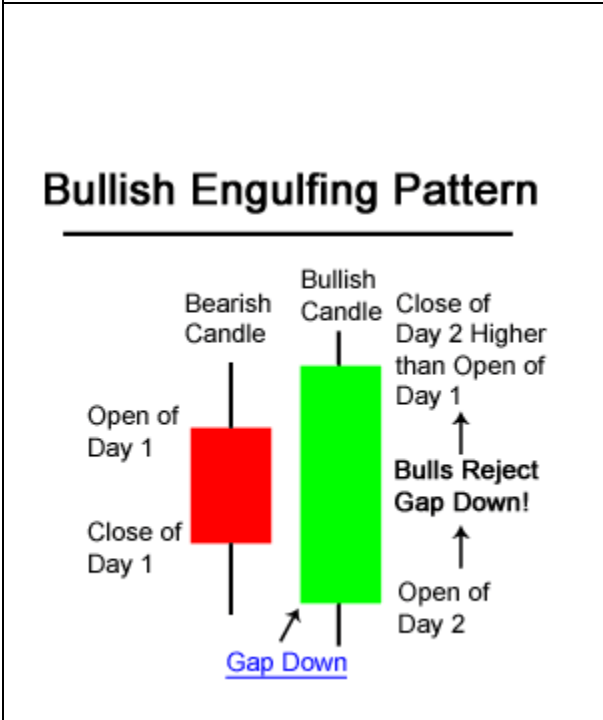 Bullish Engulfing Pattern
Bearish
Candle
Bullish
Candle
Close of
Day 2 Higher
than Open of
Day 1
Open of
Day 1
Bulls Reject
Gap Down!
Close of
Day 1
Open of
Day 2
Gap Down